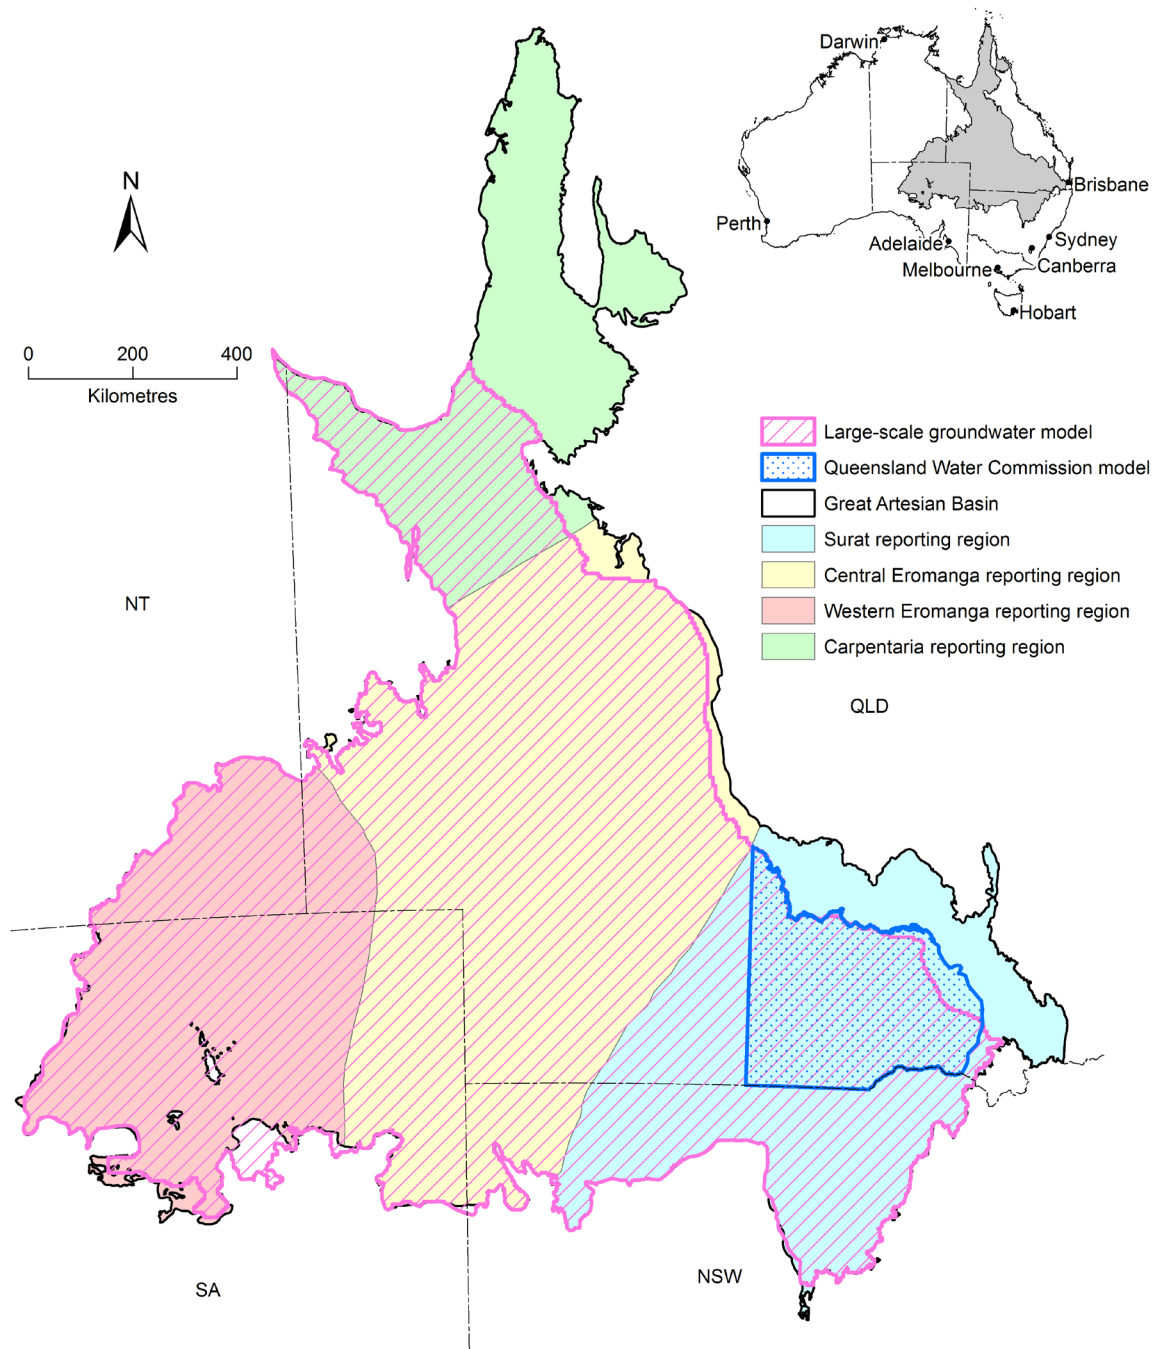 Darwin
Brisbane
Perth
Adelaide
Sydney
Melbourne
Canberra
Hobart
N
0 200 400
Kilometres
Large-scale groundwater model
Queensland Water Commission model
Great Artesian Basin
Surat reporting region
Central Eromanga reporting region
Western Eromanga reporting region
Carpentaria reporting region
NT
QLD
SA
NSW